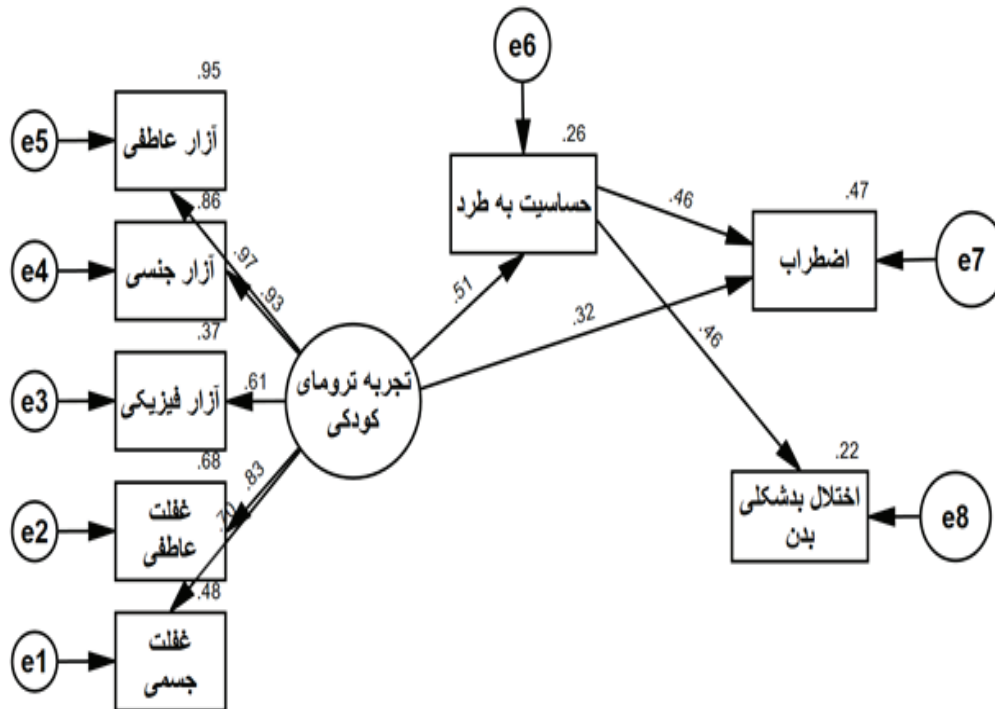 e6
.95
e5
آزار عاطفی
.26
.86
حساسیت به طرد
.46
.47
e4
آزار جنسی
.97
.93
.51
اضطراب
e7
.37
.32
.46
e3
آزار فیزیکی
.61
تجربه ترومای
کودکی
.68
.83
.22
e2
غفلت
عاطفی
.70
اختلال بدشکلی
بدن
e8
.48
e1
غفلت
جسمی